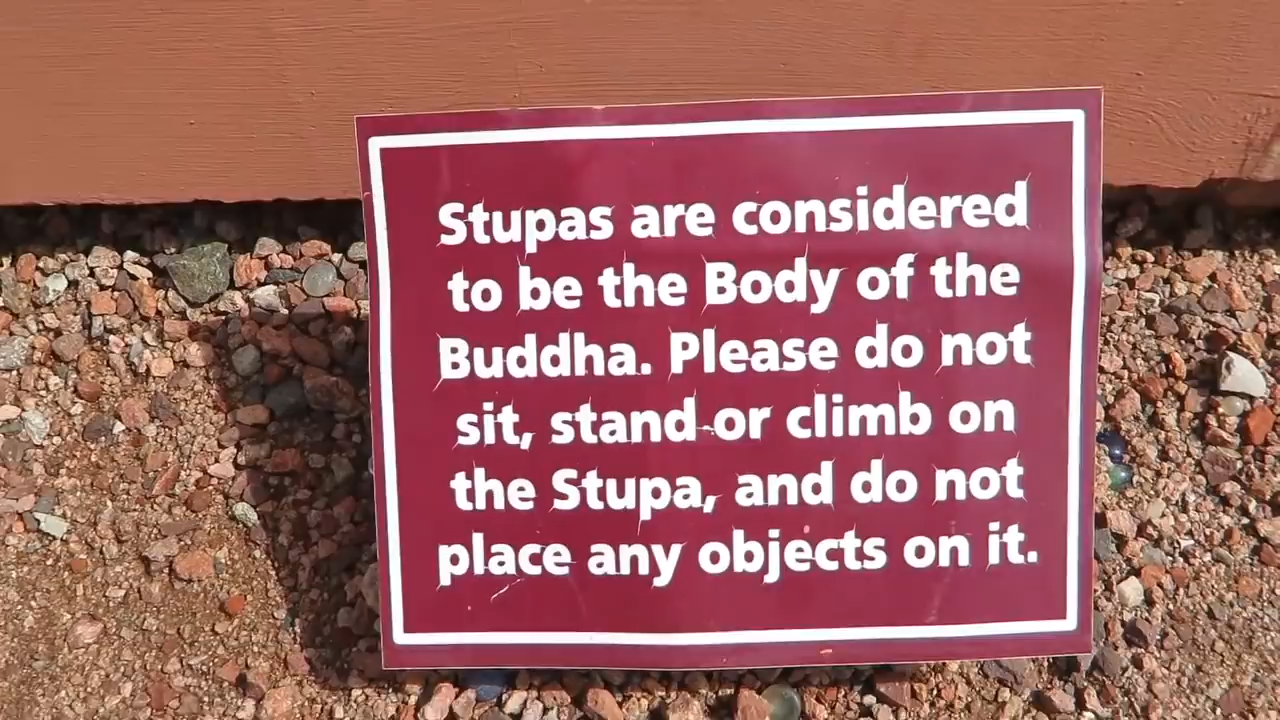 Stupas are considered
to be the Body of the
Buddha. Please do not
sit, stand or climb on
the Stupa, and do not
place any objects on it.